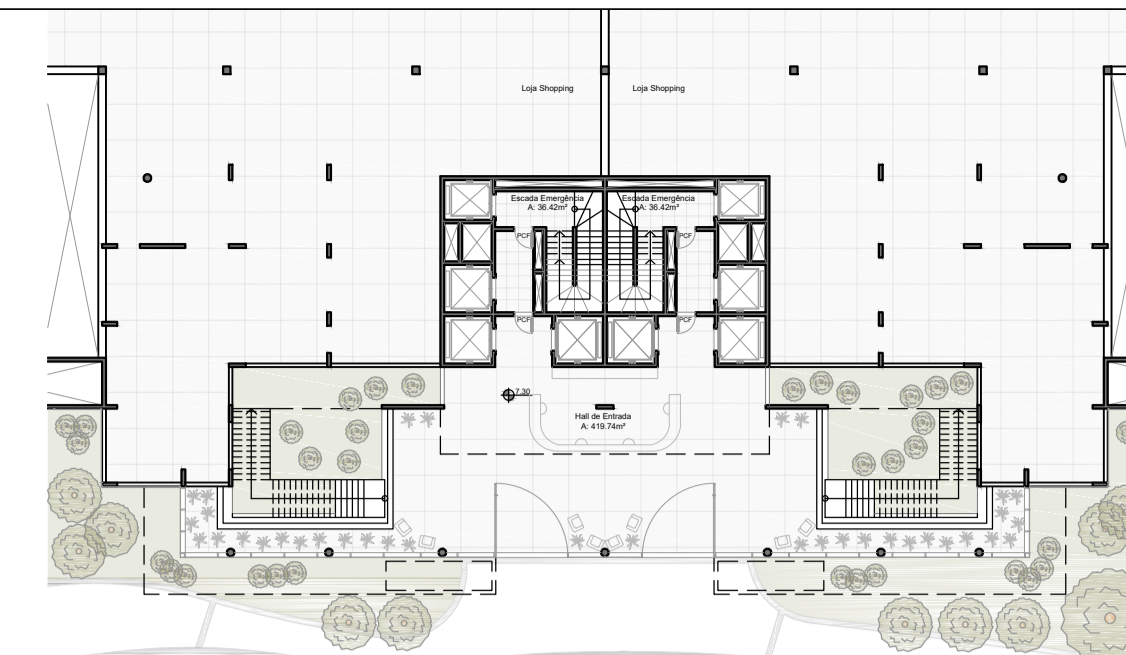 Loja Shopping
Loja Shopping
Escada Emergência
A: 36.42m²
Escada Emergência
A: 36.42m²
PCF
PCF
PCF
PCF
7.30
Hall de Entrada
A: 419.74m²